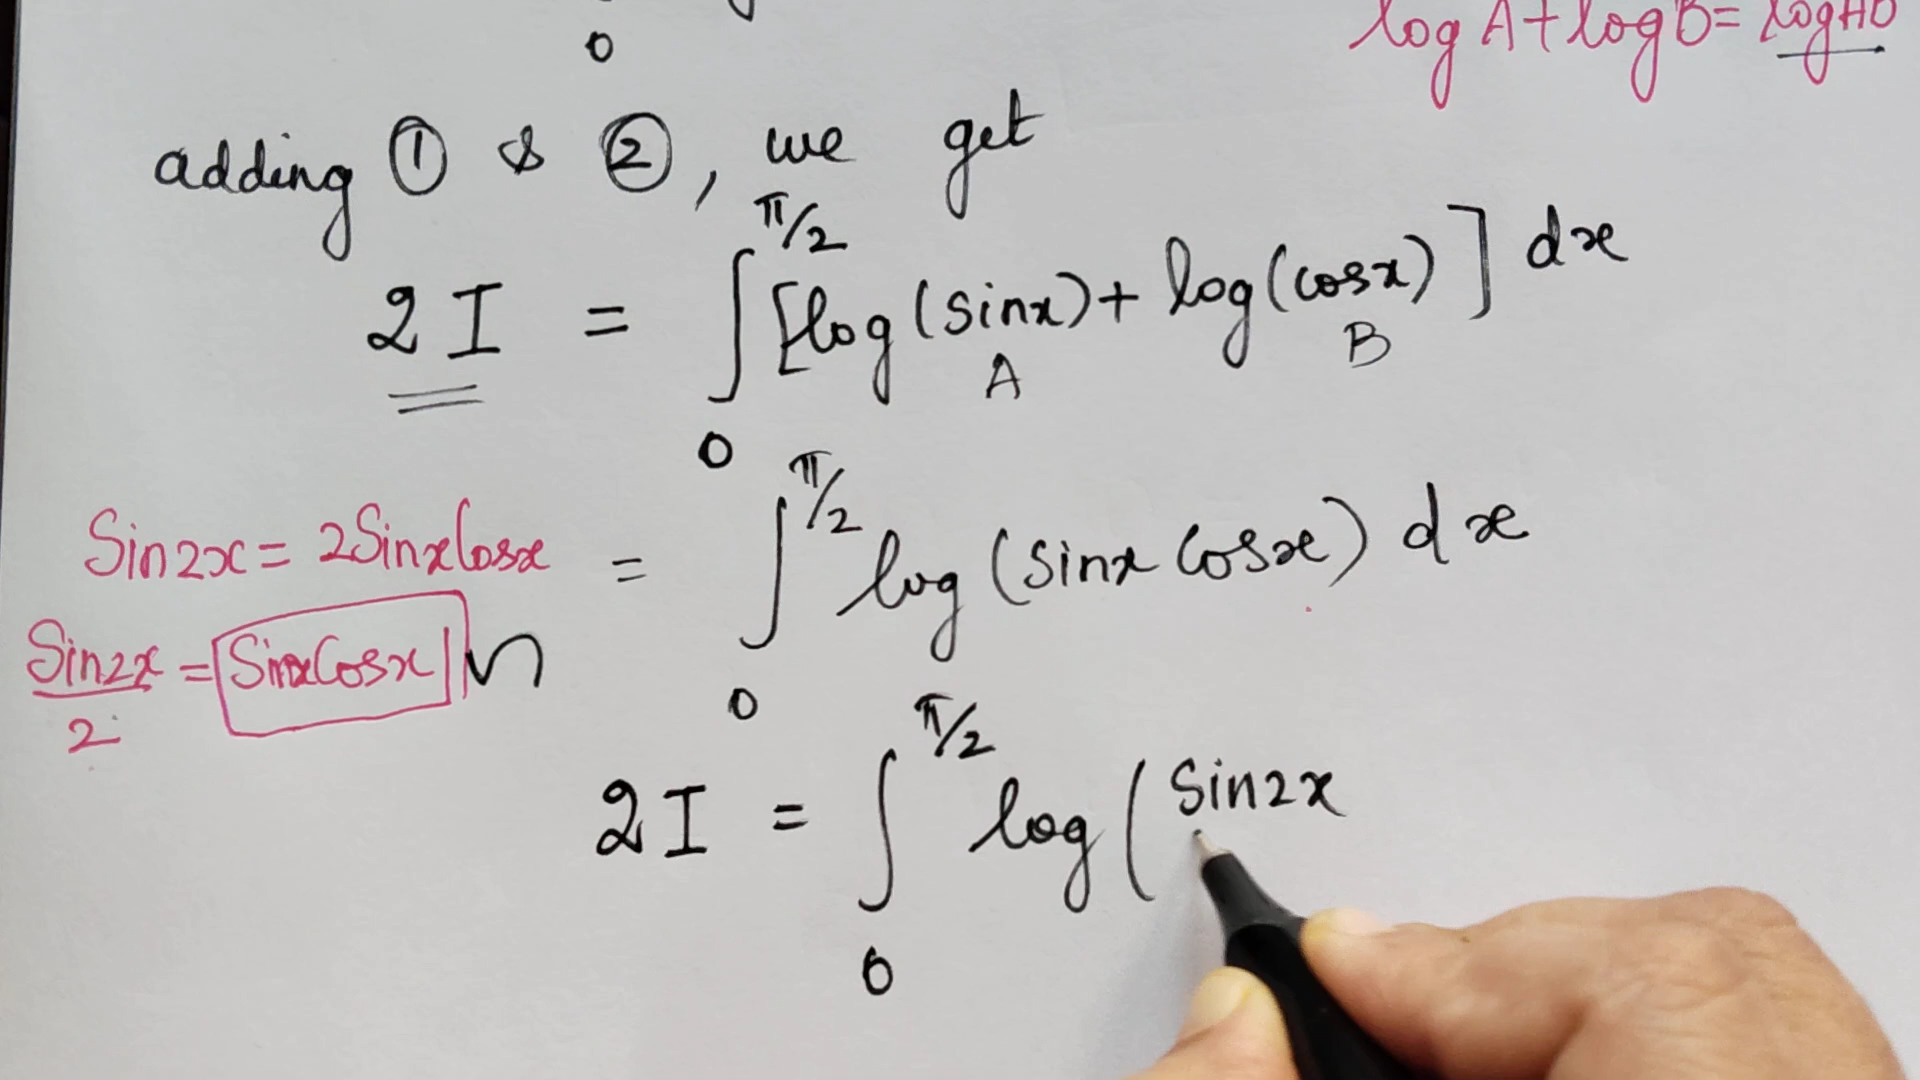 0
log A + log B = log AB
adding ① & ②, we get
2I = ∫₀^π/2 [log(sinx) + log(cosx)] dx
A B
Sin2x = 2SinxCosx
= ∫₀^π/2 log(sinx cosx) dx
Sin2x/2 = SinxCosx
2I = ∫₀^π/2 log( Sin2x